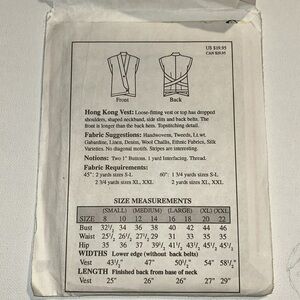 US $19.95
CAN $25.95
Front
Back
Hong Kong Vest: Loose-fitting vest or top has dropped
shoulders, shaped neckband, side slits and back belts. The
front is longer than the back hem. Topstitching detail.
Fabric Suggestions: Handwovens, Tweeds, Lt.wt.
Gabardine, Linen, Denim, Wool Challis, Ethnic Fabrics, Silk
Varieties. No diagonal motifs. Stripes are interesting.
Notions: Two 1" Buttons. 1 yard Interfacing, Thread.
Fabric Requirements:
45": 2 yards sizes S-L 60": 1 3/4 yards sizes S-L
2 3/4 yards sizes XL, XXL 2 yards sizes XL, XXL
SIZE MEASUREMENTS
(SMALL) (MEDIUM) (LARGE) (XL) (XXL)
SIZE 8 10 12 14 16 18 20 22
Bust 32½ 34 36 38 40 42 44 46
Waist 25½ 26½ 27½ 29 31 33 35 37
Hip 35 36 37 39½ 41½ 43½ 45½ 45½
WIDTHS Lower edge (without back belts)
Vest 43½" 47" 50½" 54" 58½"
LENGTH Finished back from base of neck
Vest 25" 26" 26" 27" 29"